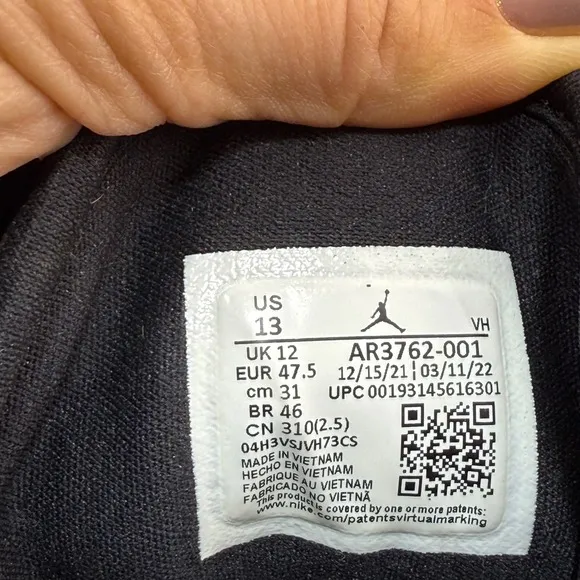 US
13
VH
UK 12
AR3762-001
EUR 47.5
12/15/21 | 03/11/22
cm 31
UPC 00193145616301
BR 46
CN 310(2.5)
04H3VSJVH73CS
MADE IN VIETNAM
HECHO EN VIETNAM
FABRIQUE AU VIETNAM
FABRICADO NO VIETNÃ
This product is covered by one or more patents:
www.nike.com/patentsvirtualmarking